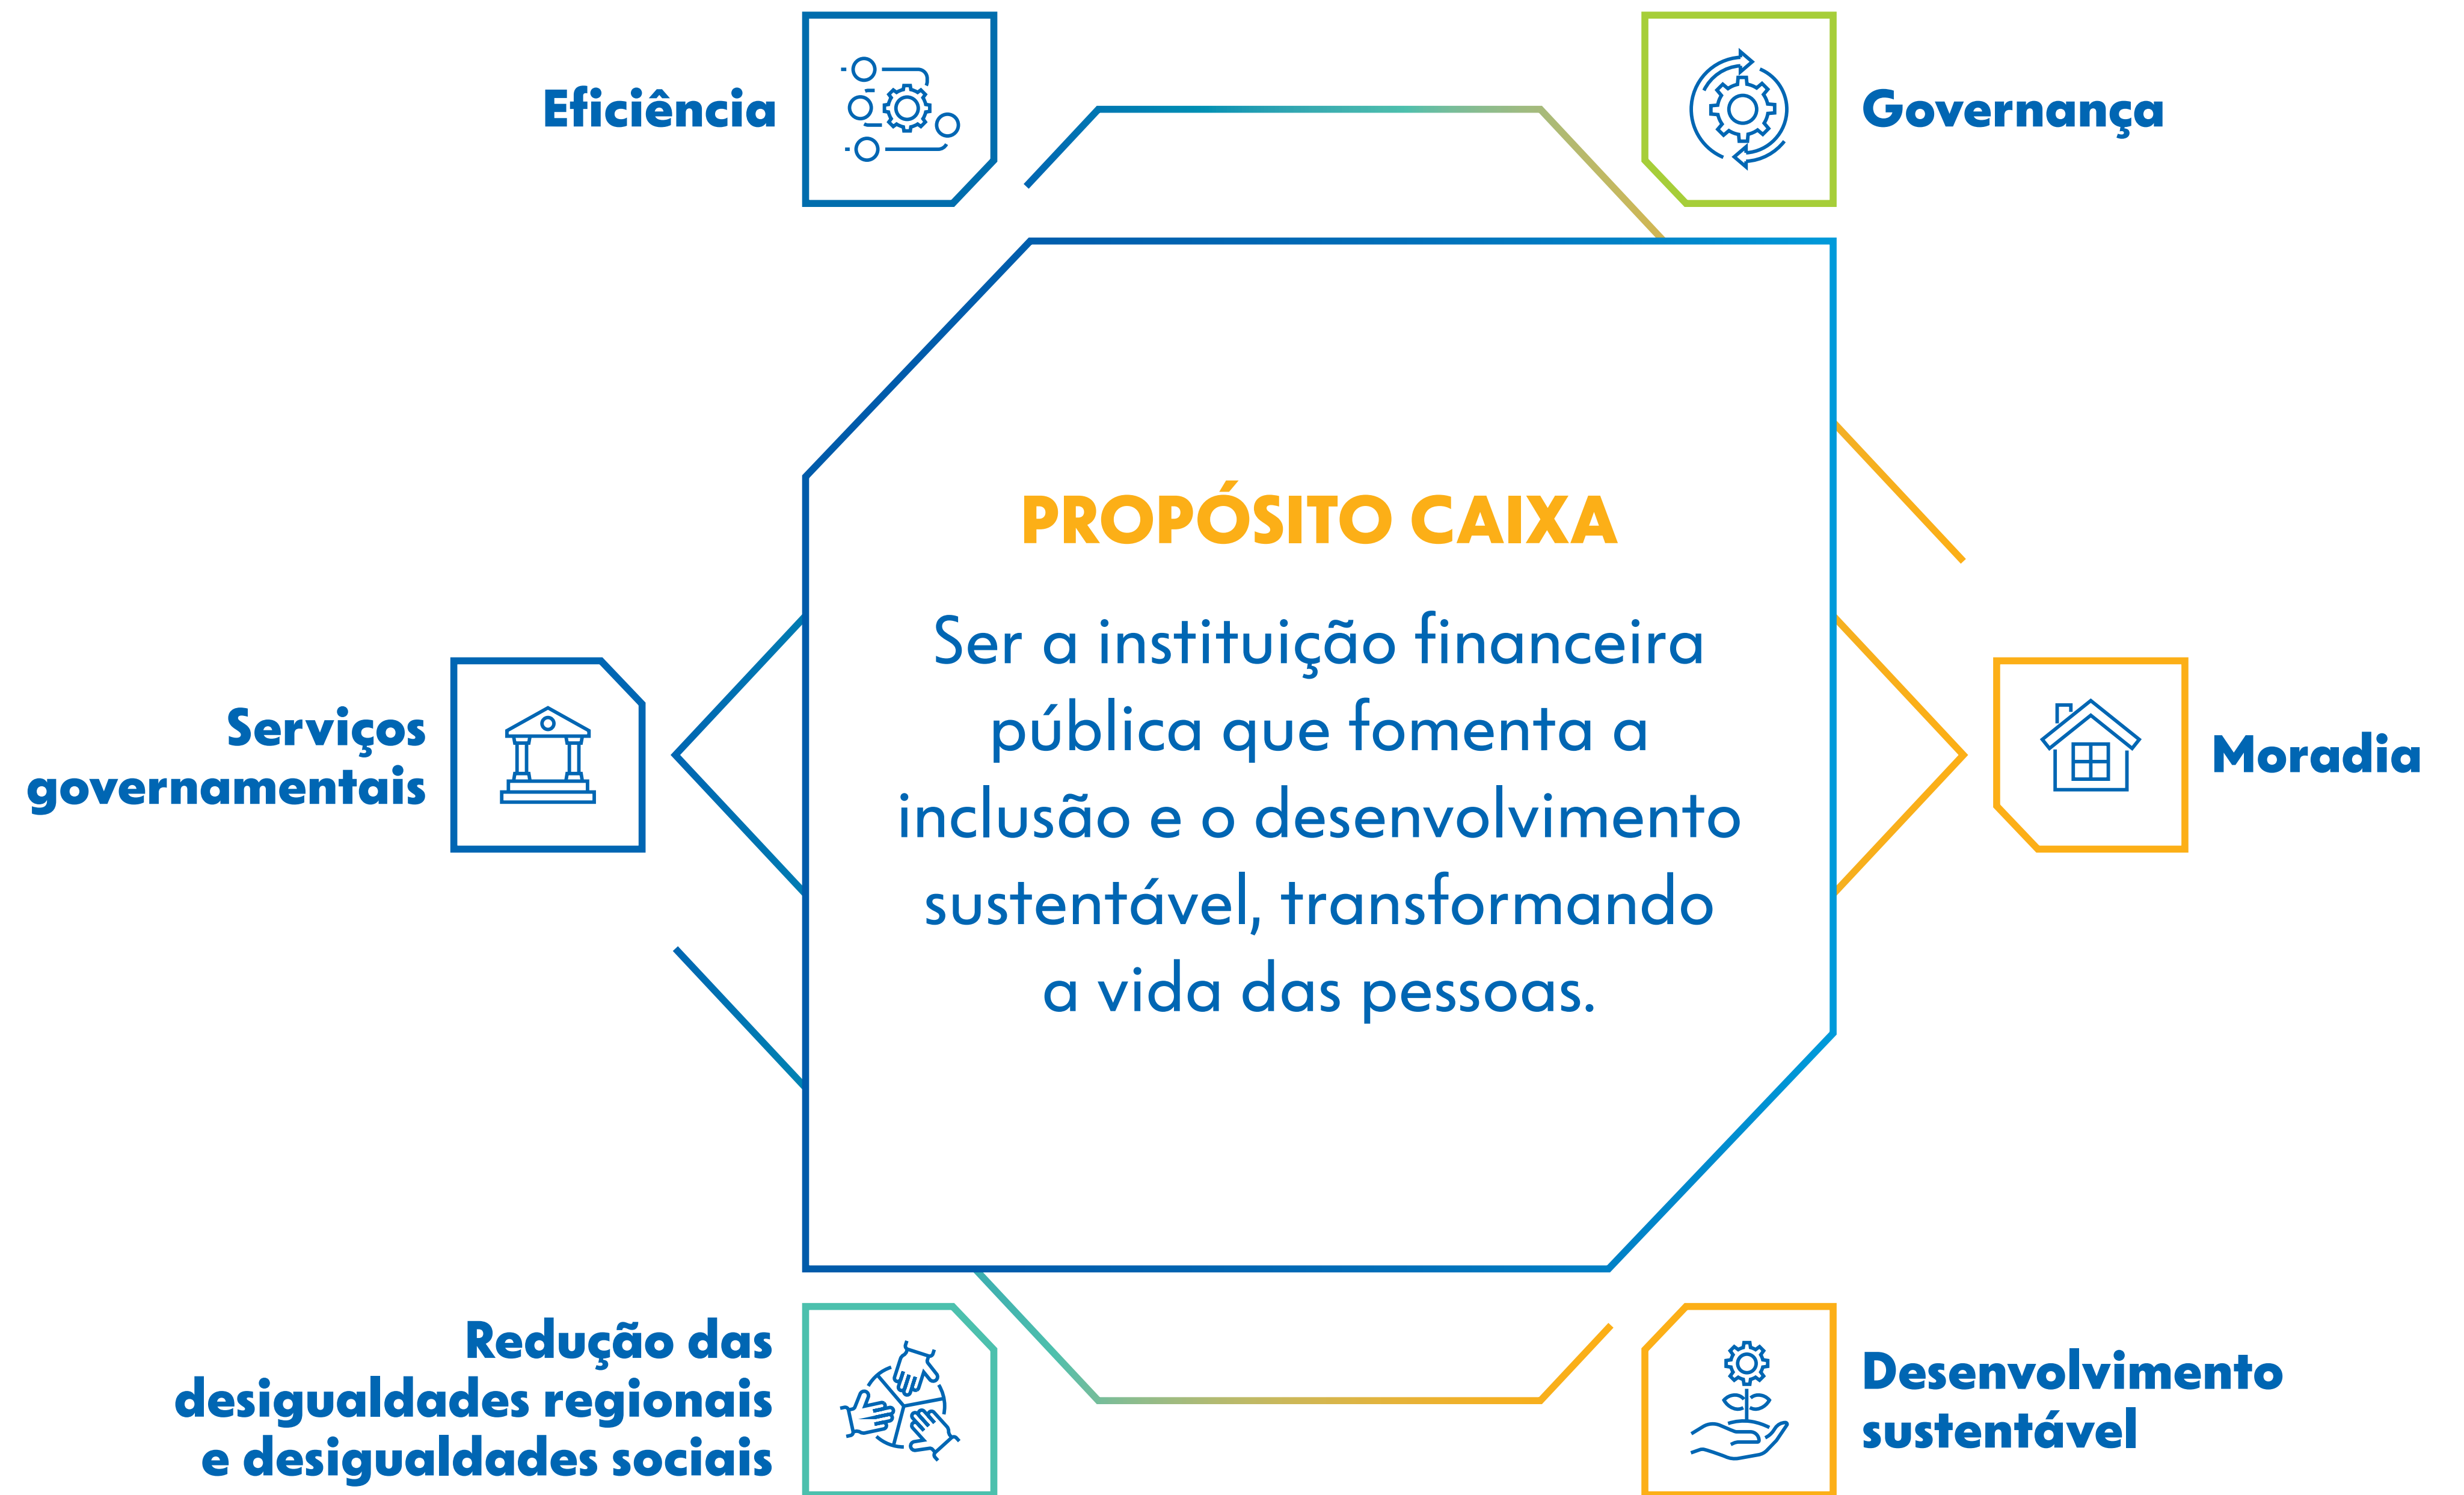 Eficiência
Governança
PROPÓSITO CAIXA
Ser a instituição financeira
pública que fomenta a
inclusão e o desenvolvimento
sustentável, transformando
a vida das pessoas.
Serviços
governamentais
Moradia
Redução das
desigualdades regionais
e desigualdades sociais
Desenvolvimento
sustentável